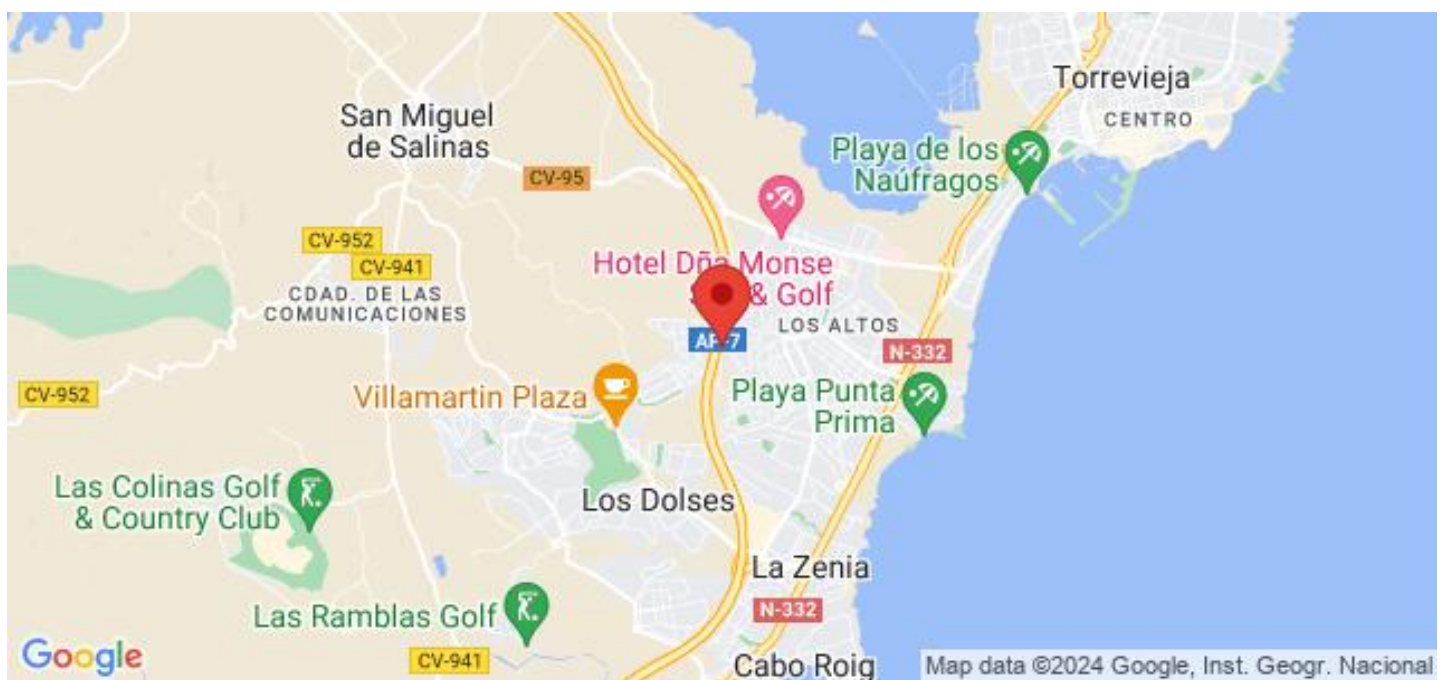 Torrevieja
CENTRO
San Miguel
de Salinas
Playa de los
Naúfragos
CV-95
CV-952
Hotel Dña Monse
& Golf
CV-941
CDAD. DE LAS
COMUNICACIONES
LOS ALTOS
N-332
CV-952
Villamartin Plaza
Playa Punta
Prima
Las Colinas Golf
& Country Club
Los Dolses
La Zenia
N-332
Las Ramblas Golf
CV-941
Cabo Roig
Google
Map data ©2024 Google, Inst. Geogr. Nacional